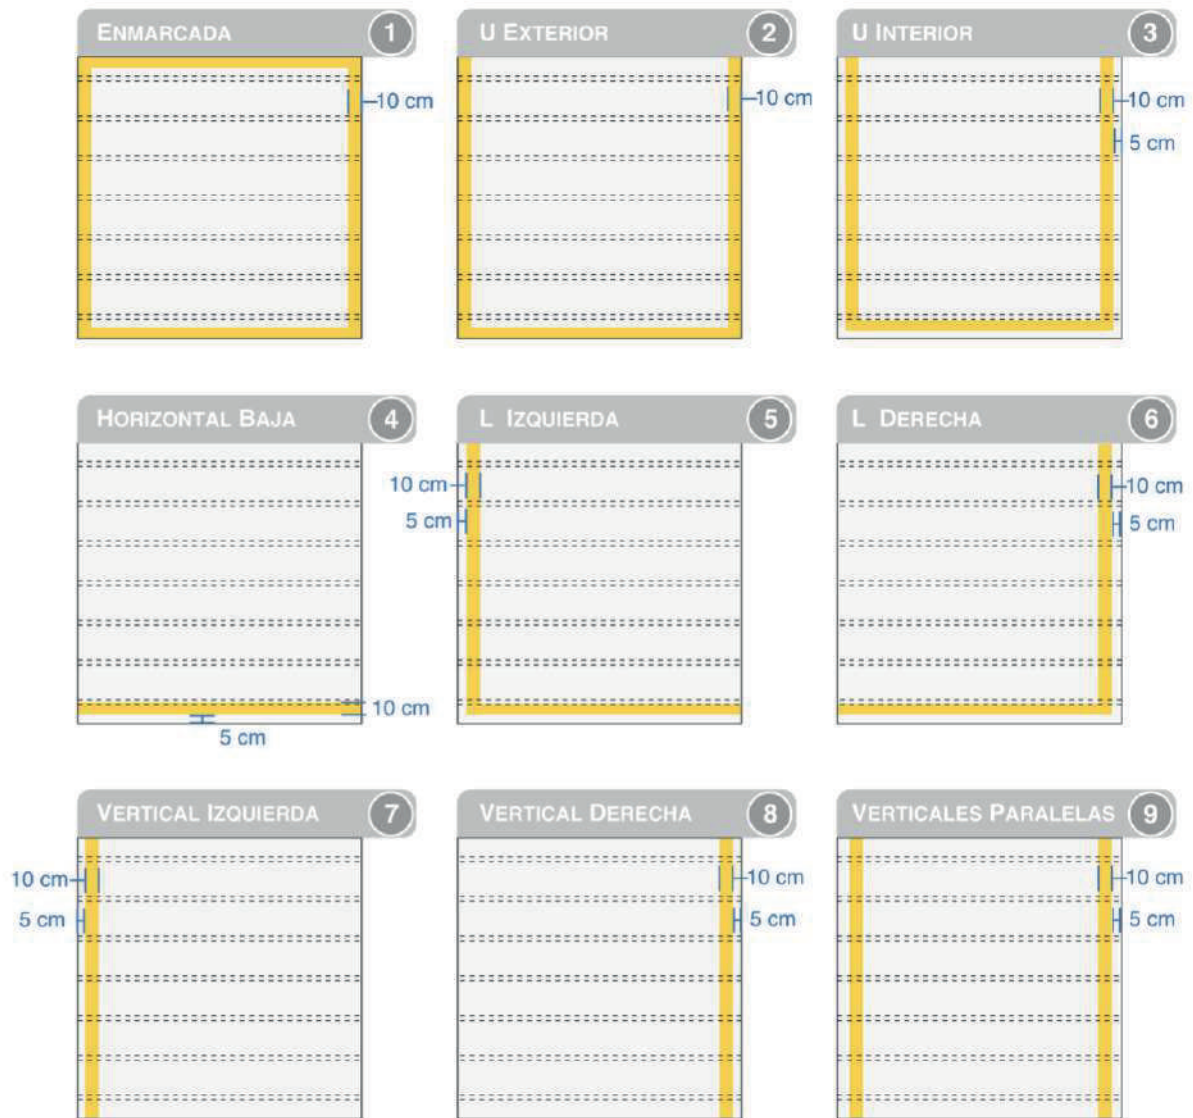 ENMARCADA 1
U EXTERIOR 2
U INTERIOR 3
10 cm
10 cm
10 cm
5 cm
HORIZONTAL BAJA 4
L IZQUIERDA 5
L DERECHA 6
10 cm
5 cm
10 cm
5 cm
10 cm
5 cm
VERTICAL IZQUIERDA 7
VERTICAL DERECHA 8
VERTICALES PARALELAS 9
10 cm
5 cm
10 cm
5 cm
10 cm
5 cm